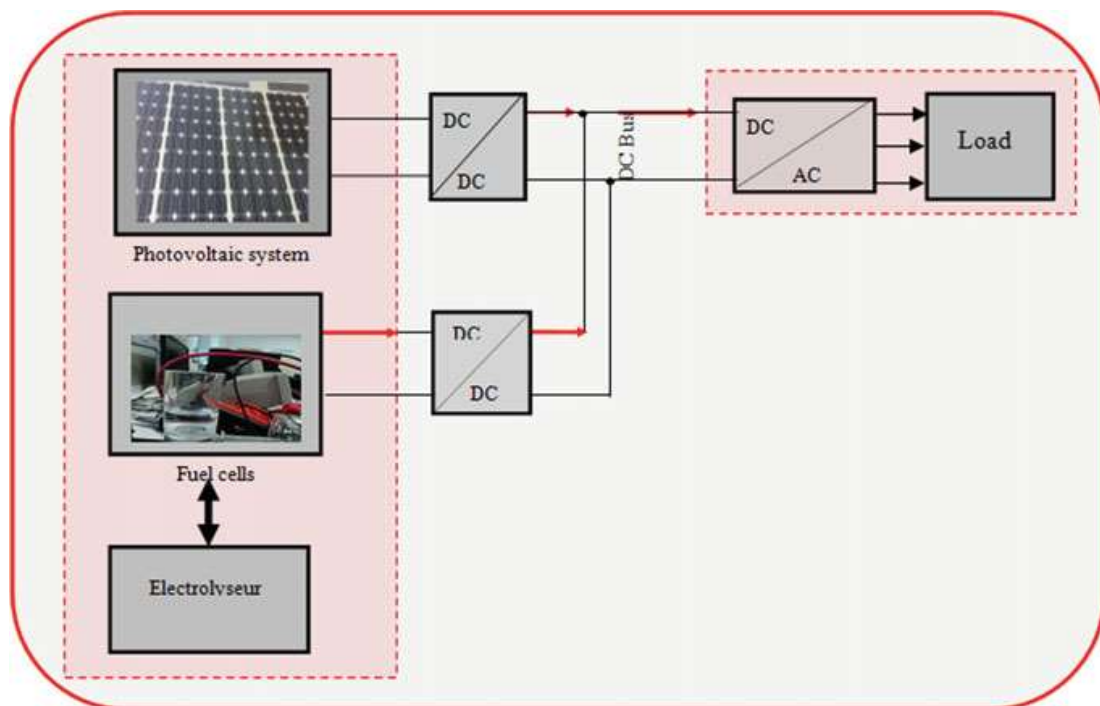 DC
DC
DC Bus
DC
AC
Load
Photovoltaic system
DC
DC
Fuel cells
Electrolyseur